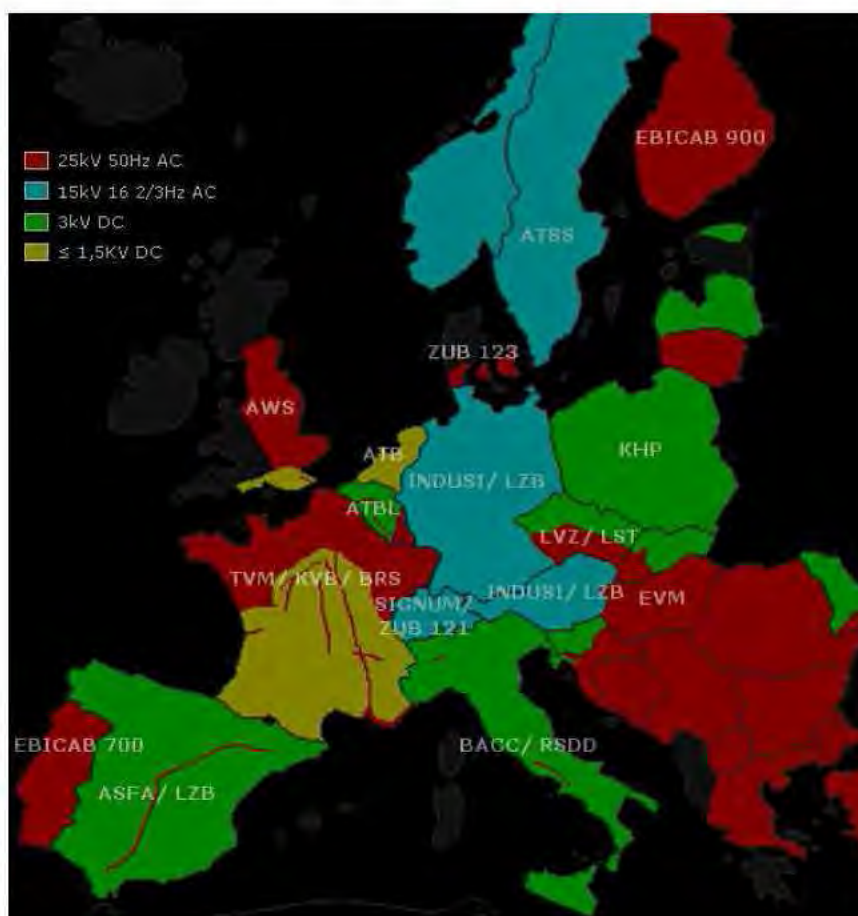 EBICAB 900
25kV 50Hz AC
15kV 16 2/3Hz AC
3kV DC
≤ 1,5KV DC
ATSS
ZUB 123
AWS
ATB
KHP
INDUSI/ LZB
ATBL
LVZ/ LST
TVM/ KVB/ BRS
INDUSI/ LZB
EVM
SIGNUM/
ZUB 121
EBICAB 700
BACC/ RSDD
ASFA/ LZB